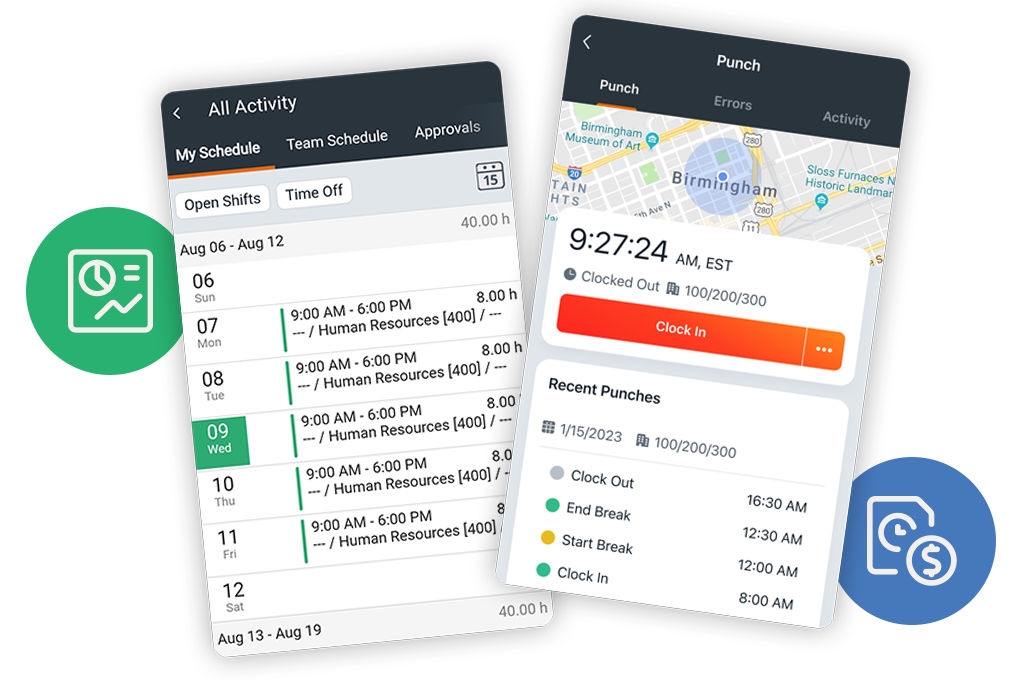 All Activity
My Schedule
Team Schedule
Approvals
Open Shifts
Time Off
15
Aug 06 - Aug 12
40.00 h
06
Sun
07
Mon
9:00 AM - 6:00 PM
8.00 h
--- / Human Resources [400] / ---
08
Tue
9:00 AM - 6:00 PM
8.00 h
--- / Human Resources [400] / ---
09
Wed
9:00 AM - 6:00 PM
8.00
--- / Human Resources [400] / ---
10
Thu
9:00 AM - 6:00 PM
8.0
--- / Human Resources [400] / ---
11
Fri
9:00 AM - 6:00 PM
8
--- / Human Resources [400]
12
Sat
Aug 13 - Aug 19
40.00 h
Punch
Punch
Errors
Activity
Birmingham
Museum of Art
280
20
Birmingham
Sloss Furnaces N
Historic Landmar
280
11
9:27:24 AM, EST
Clocked Out
100/200/300
Clock In
Recent Punches
1/15/2023
100/200/300
Clock Out
16:30 AM
End Break
12:30 AM
Start Break
12:00 AM
Clock In
8:00 AM
$